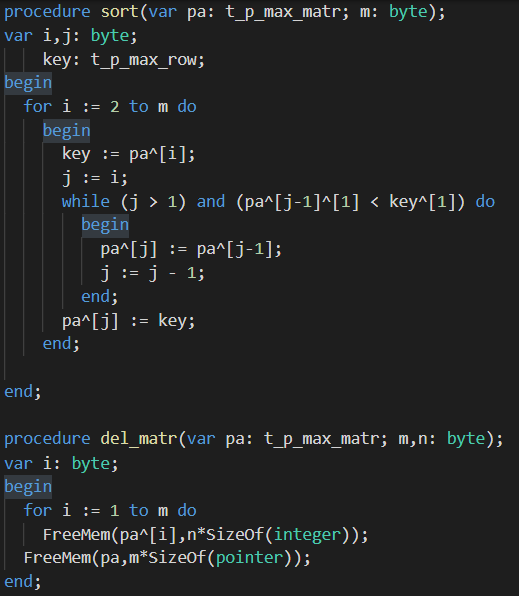 procedure sort(var pa: t_p_max_matr; m: byte);
var i,j: byte;
    key: t_p_max_row;
begin
  for i := 2 to m do
    begin
      key := pa^[i];
      j := i;
      while (j > 1) and (pa^[j-1]^[1] < key^[1]) do
        begin
          pa^[j] := pa^[j-1];
          j := j - 1;
        end;
      pa^[j] := key;
    end;

end;

procedure del_matr(var pa: t_p_max_matr; m,n: byte);
var i: byte;
begin
  for i := 1 to m do
    FreeMem(pa^[i],n*SizeOf(integer));
  FreeMem(pa,m*SizeOf(pointer));
end;